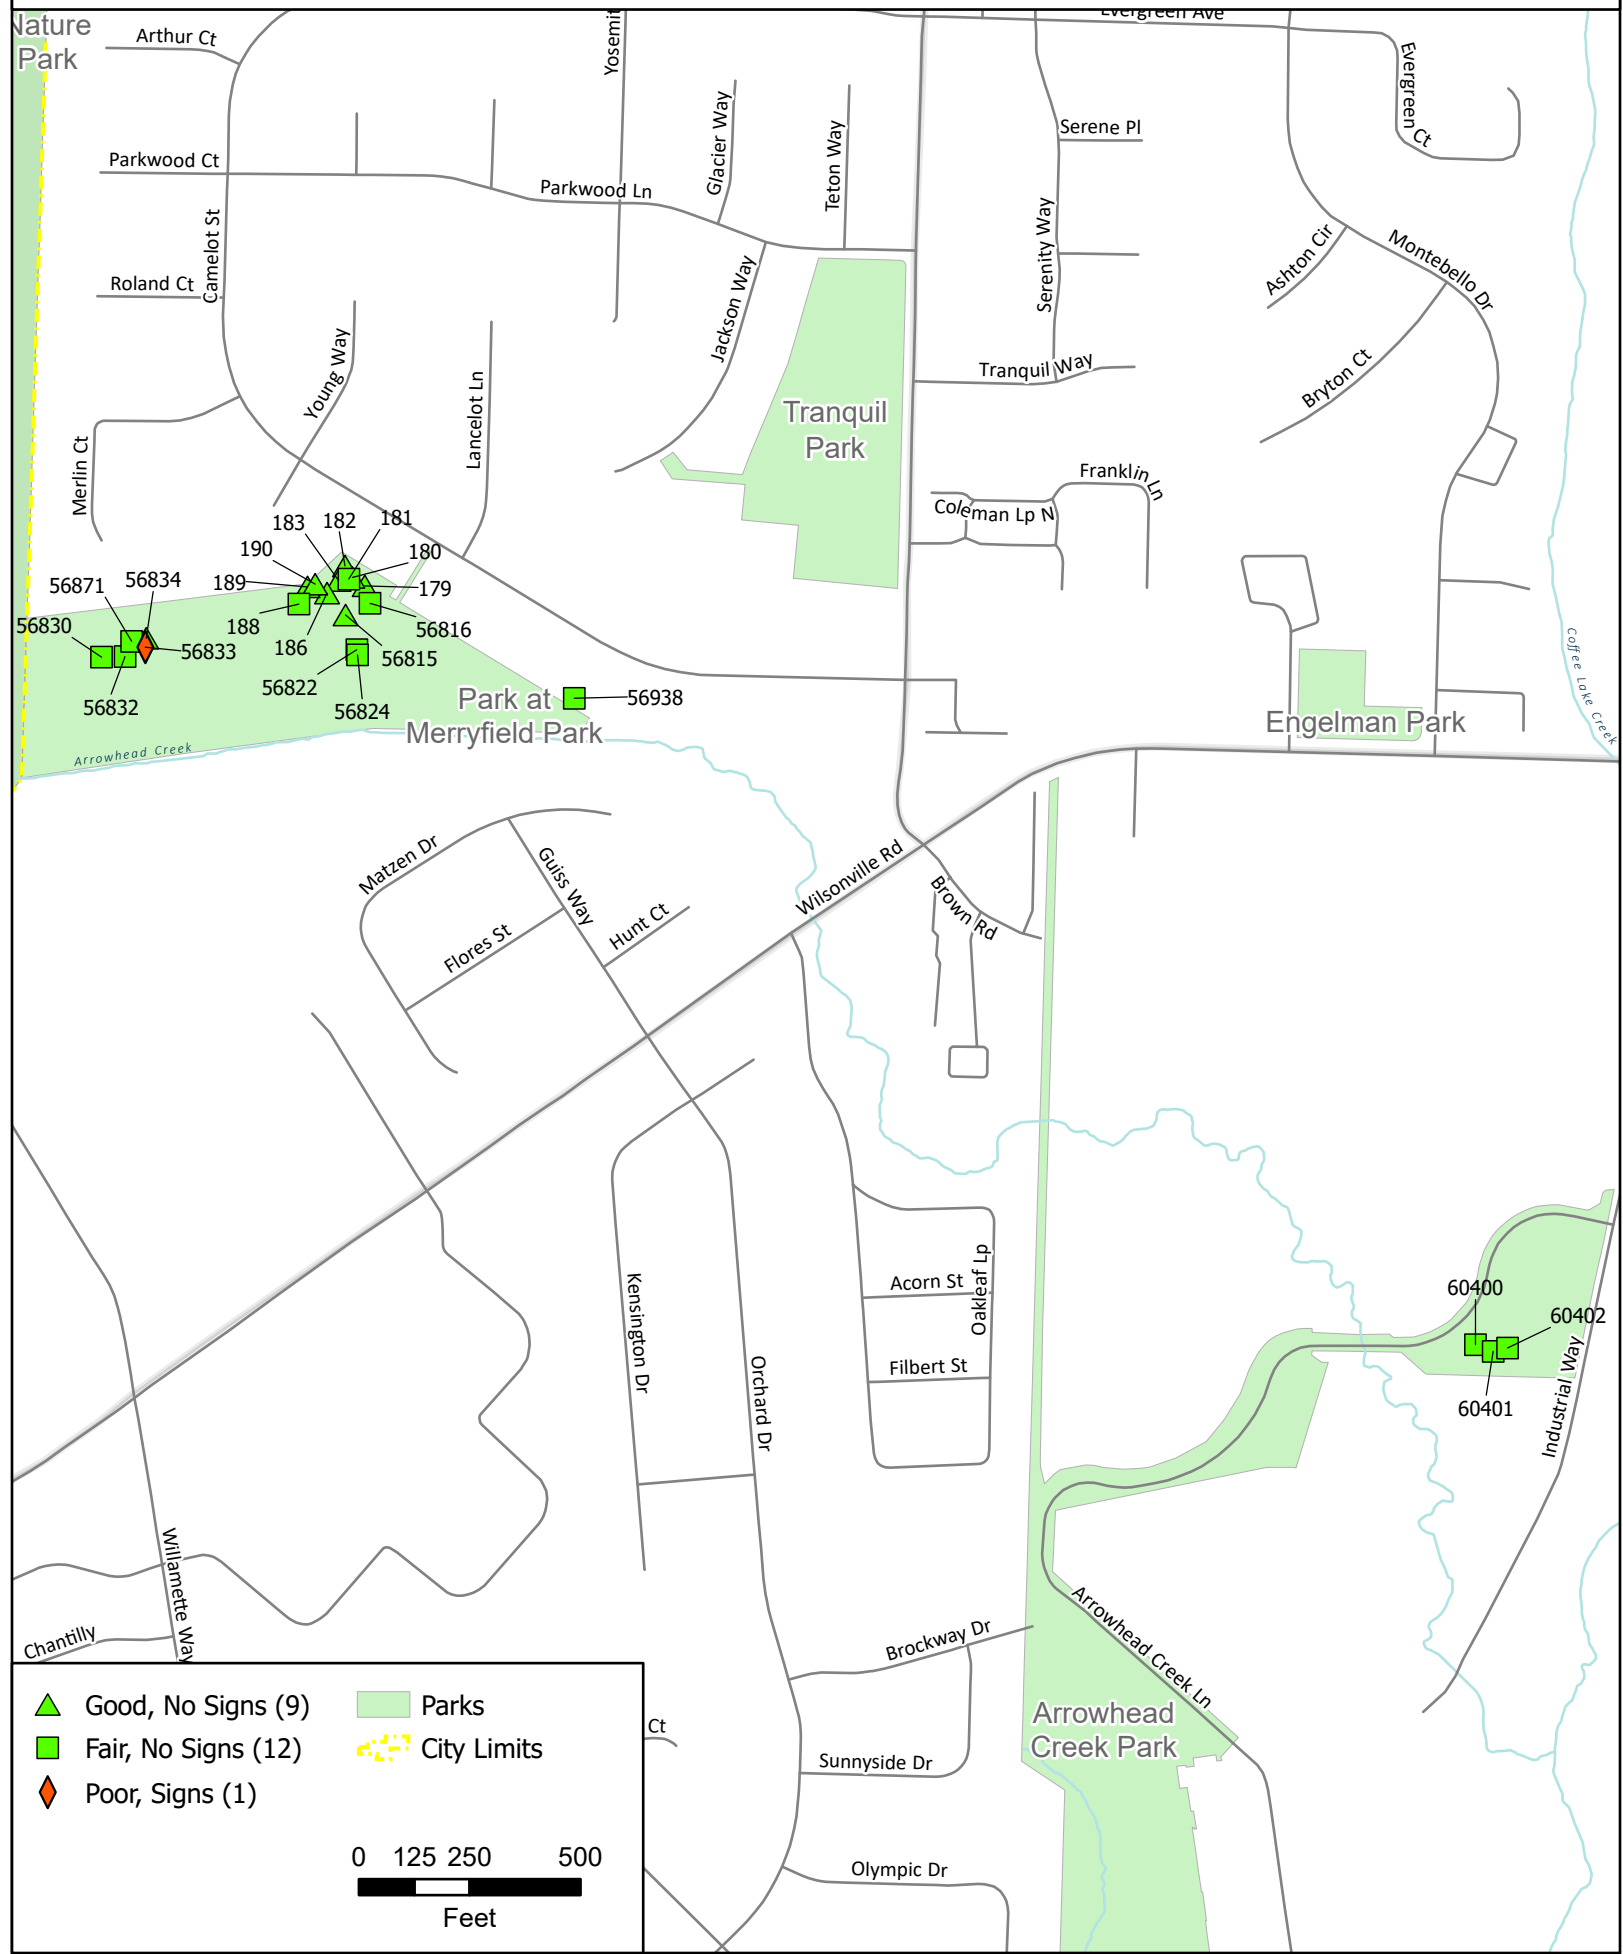 Evergreen Ave
Nature
Park
Arthur Ct
Yosemit
Evergreen Ct
Glacier Way
Teton Way
Serene Pl
Parkwood Ct
Parkwood Ln
Camelot St
Serenity Way
Ashton Cir
Montebello Dr
Roland Ct
Jackson Way
Young Way
Tranquil Way
Bryton Ct
Lancelot Ln
Tranquil
Park
Merlin Ct
Franklin Ln
Coleman Lp N
183
182
181
190
180
56871
56834
189
179
56830
188
56816
186
56833
56815
56822
56832
56824
56938
Park at
Merryfield Park
Engelman Park
Coffee Lake Creek
Arrowhead Creek
Matzen Dr
Guiss Way
Wilsonville Rd
Brown Rd
Flores St
Hunt Ct
Kensington Dr
Orchard Dr
Acorn St
Oakleaf Lp
Filbert St
60400
60402
60401
Industrial Way
Willamette Way
Chantilly
Brockway Dr
Arrowhead Creek Ln
Arrowhead
Creek Park
Ct
Sunnyside Dr
Olympic Dr
Good, No Signs (9)
Parks
Fair, No Signs (12)
City Limits
Poor, Signs (1)
0 125 250 500
Feet